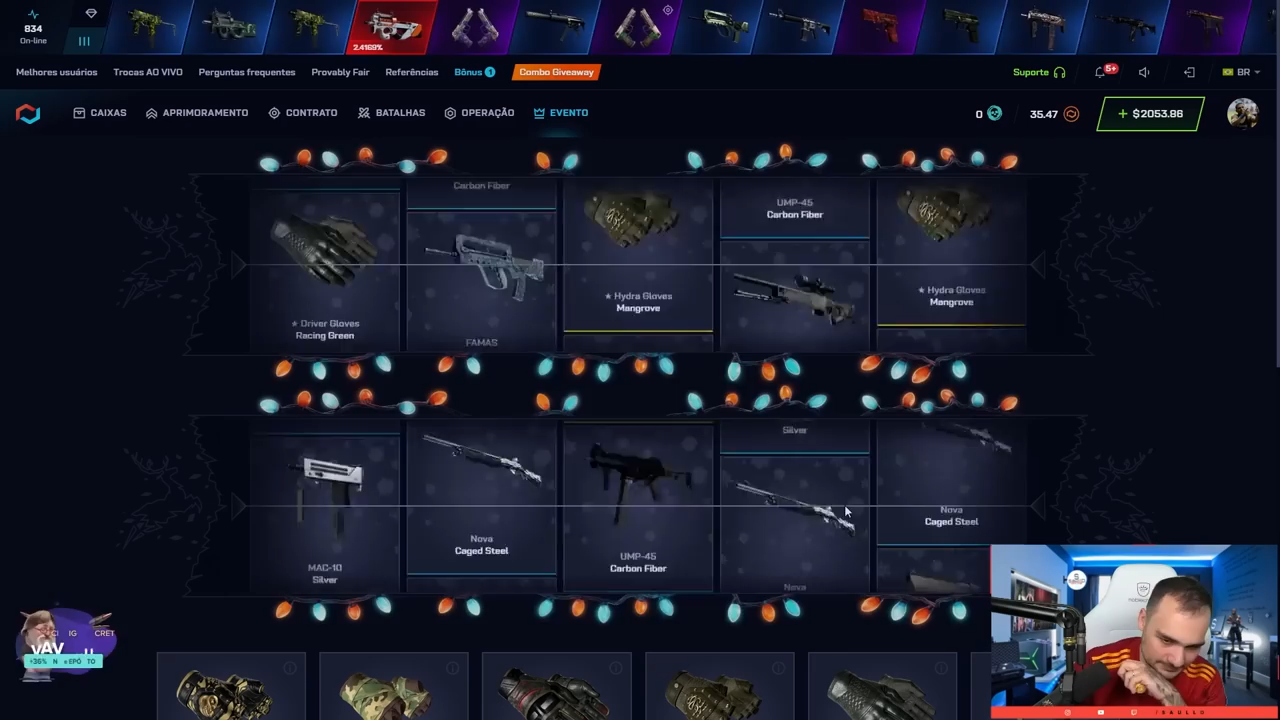 834
On-line
2.4169%
Melhores usuários
Trocas AO VIVO
Perguntas frequentes
Provably Fair
Referências
Bônus 1
Combo Giveaway
Suporte
5+
BR
CAIXAS
APRIMORAMENTO
CONTRATO
BATALHAS
OPERAÇÃO
EVENTO
0
35.47
+ $2053.86
★ Driver Gloves
Racing Green
Carbon Fiber
FAMAS
★ Hydra Gloves
Mangrove
UMP-45
Carbon Fiber
★ Hydra Gloves
Mangrove
MAC-10
Silver
Nova
Caged Steel
UMP-45
Carbon Fiber
Silver
Nova
Nova
Caged Steel